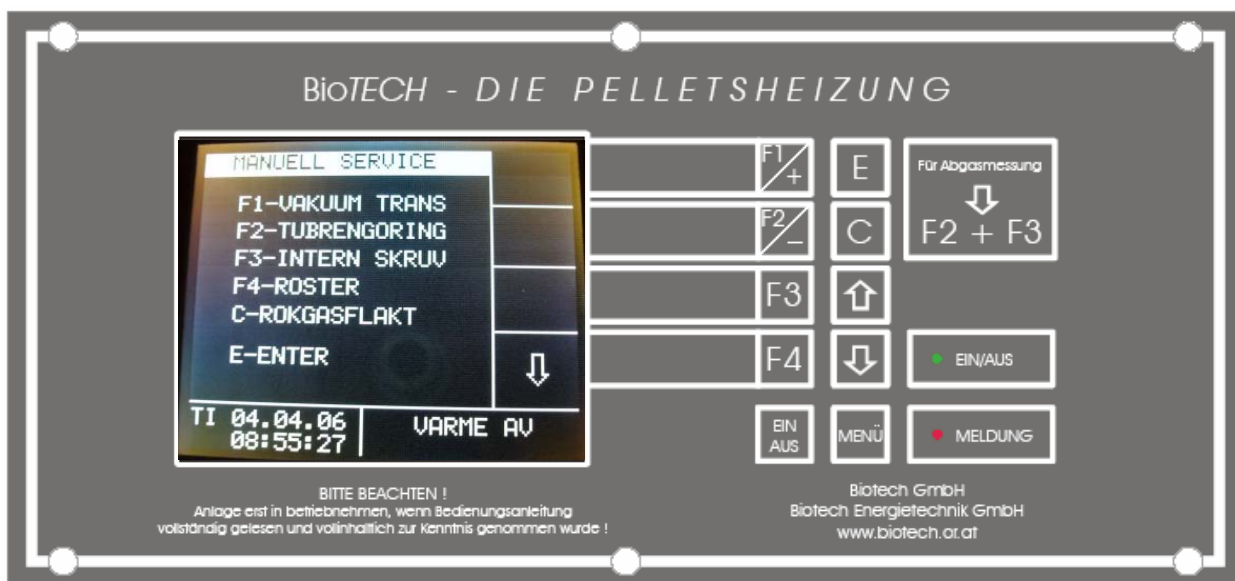 BioTECH - DIE PELLETSHEIZUNG
MANUELL SERVICE
F1-VAKUUM TRANS
F2-TUBRENGORING
F3-INTERN SKRUV
F4-ROSTER
C-ROKGASFLAKT
E-ENTER
TI 04.04.06
08:55:27
VARME AV
F1/+
E
F2/-
C
F3
F4
EIN
AUS
MENÜ
Für Abgasmessung
F2 + F3
EIN/AUS
MELDUNG
BITTE BEACHTEN !
Anlage erst in betriebnehmen, wenn Bedienungsanleitung
vollständig gelesen und vollinhaltlich zur Kenntnis genommen wurde !
Biotech GmbH
Biotech Energietechnik GmbH
www.biotech.or.at